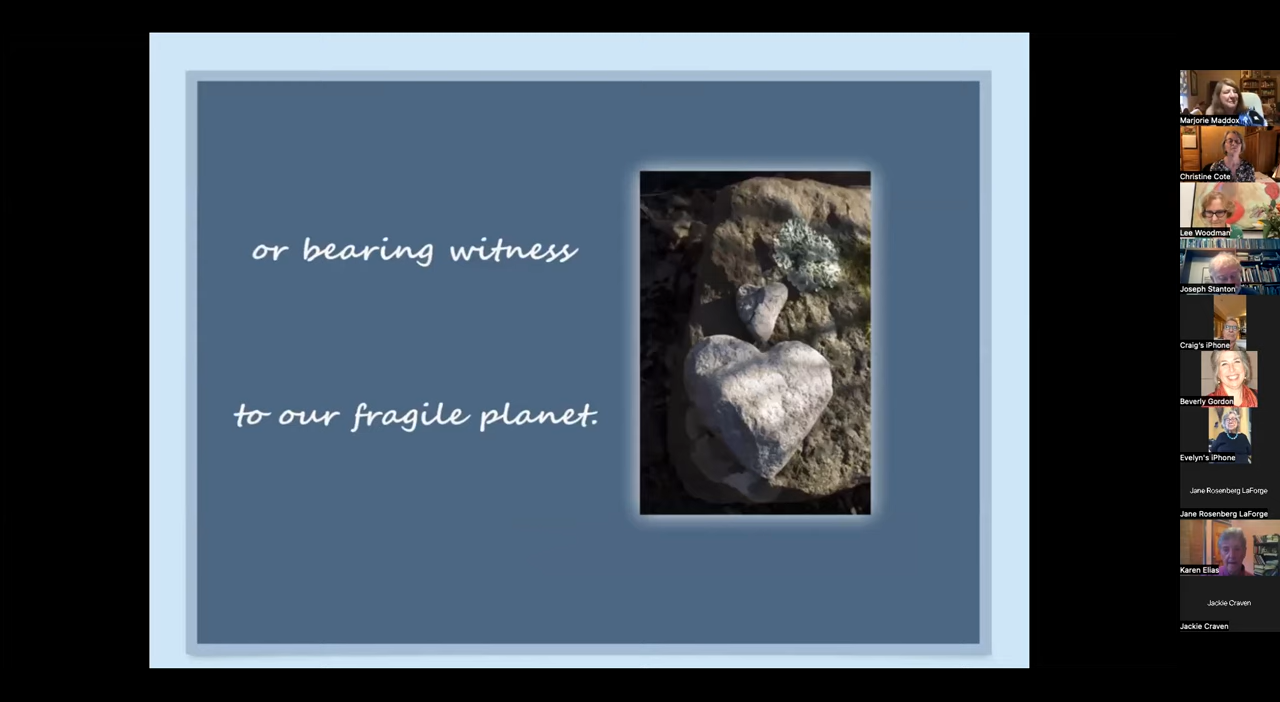 or bearing witness
to our fragile planet.
Marjorie Maddox
Christine Cote
Lee Woodman
Joseph Stanton
Craig's iPhone
Beverly Gordon
Evelyn's iPhone
Jane Rosenberg LaForge
Jane Rosenberg LaForge
Karen Elias
Jackie Craven
Jackie Craven